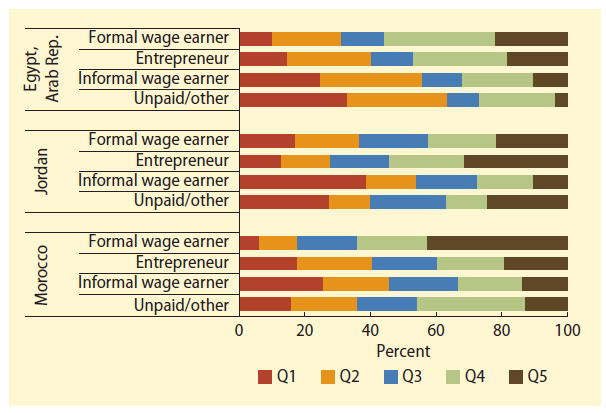 Egypt,
Arab Rep.
Formal wage earner
Entrepreneur
Informal wage earner
Unpaid/other
Jordan
Formal wage earner
Entrepreneur
Informal wage earner
Unpaid/other
Morocco
Formal wage earner
Entrepreneur
Informal wage earner
Unpaid/other
0 20 40 60 80 100
Percent
Q1 Q2 Q3 Q4 Q5